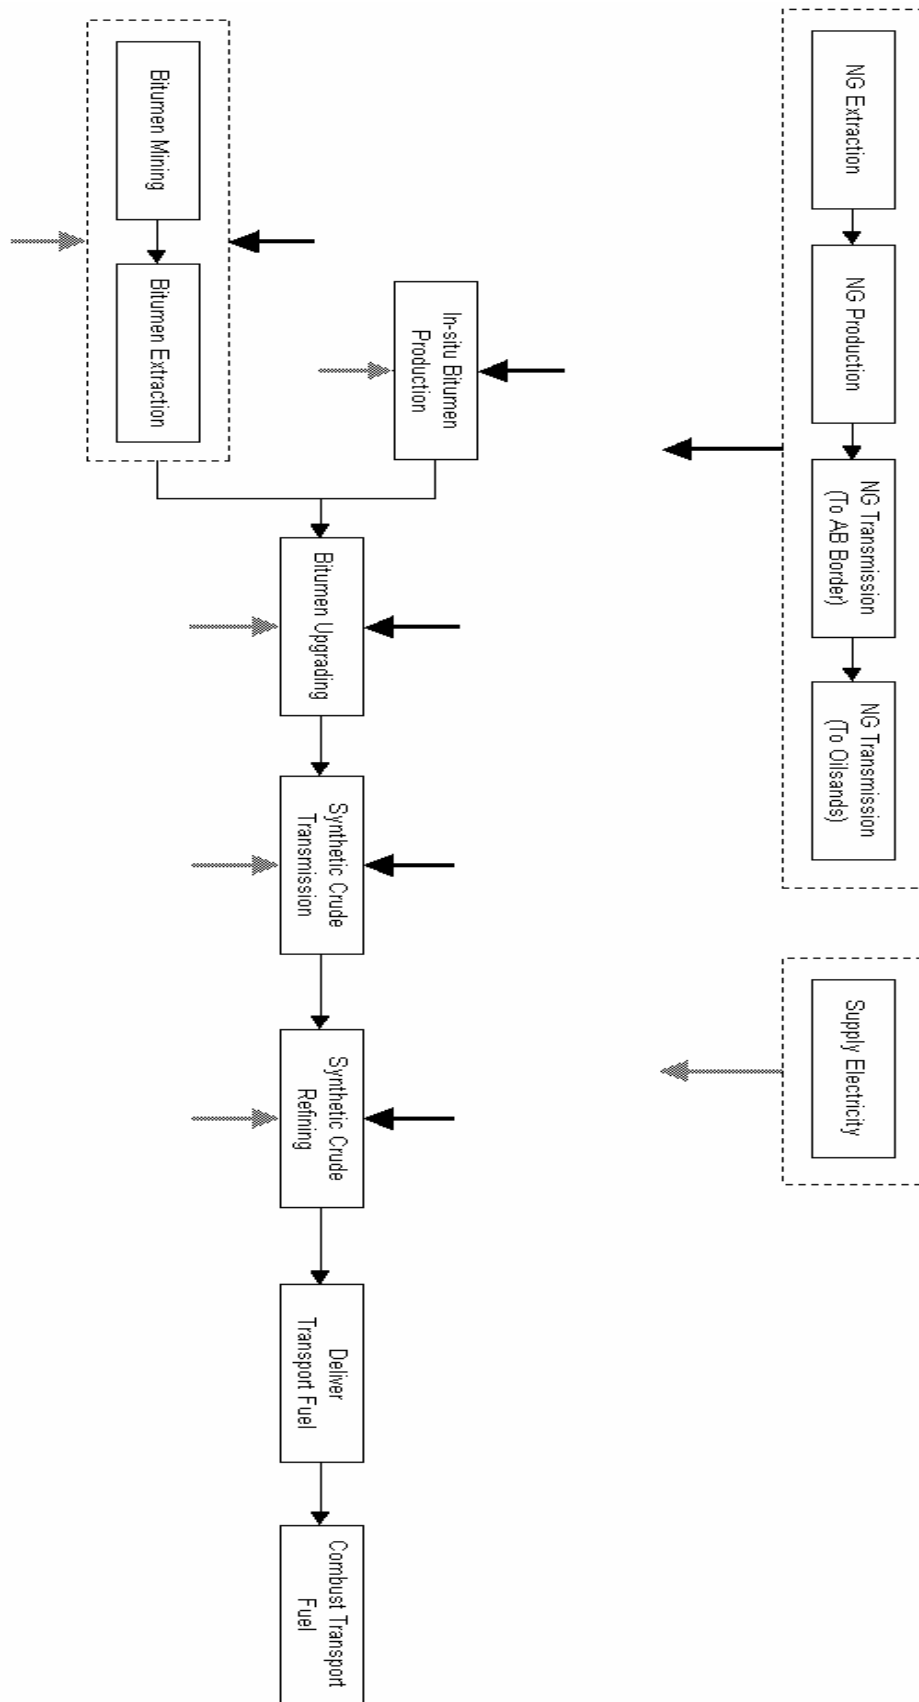 NG Extraction
NG Production
NG Transmission
(To AB Border)
NG Transmission
(To Oilsands)
Supply Electricity
In-situ Bitumen
Production
Bitumen Mining
Bitumen Extraction
Bitumen Upgrading
Synthetic Crude
Transmission
Synthetic Crude
Refining
Deliver
Transport Fuel
Combust Transport
Fuel